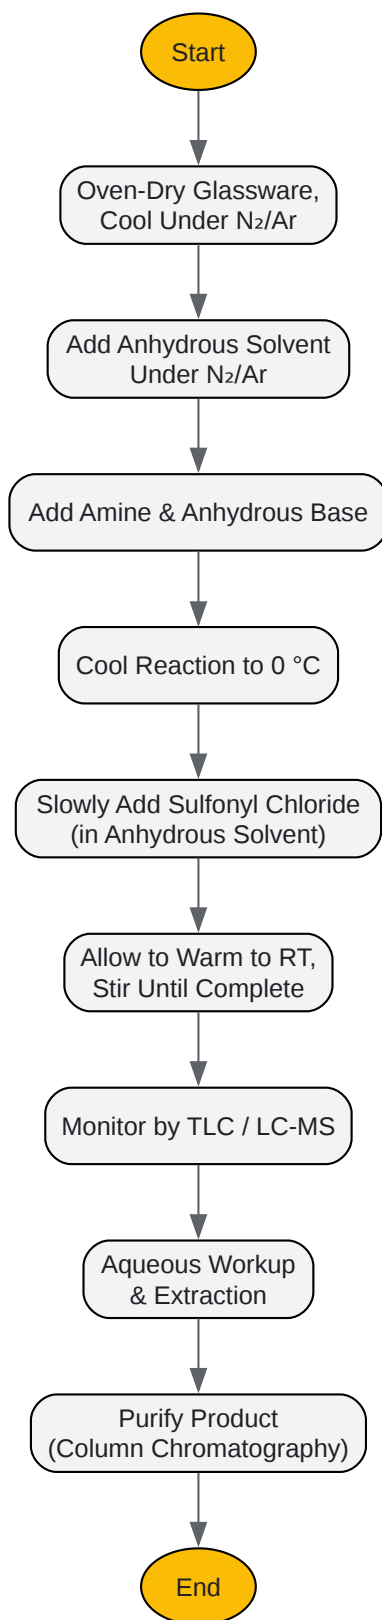 Start
Oven-Dry Glassware,
Cool Under N₂/Ar
Add Anhydrous Solvent
Under N₂/Ar
Add Amine & Anhydrous Base
Cool Reaction to 0 °C
Slowly Add Sulfonyl Chloride
(in Anhydrous Solvent)
Allow to Warm to RT,
Stir Until Complete
Monitor by TLC / LC-MS
Aqueous Workup
& Extraction
Purify Product
(Column Chromatography)
End